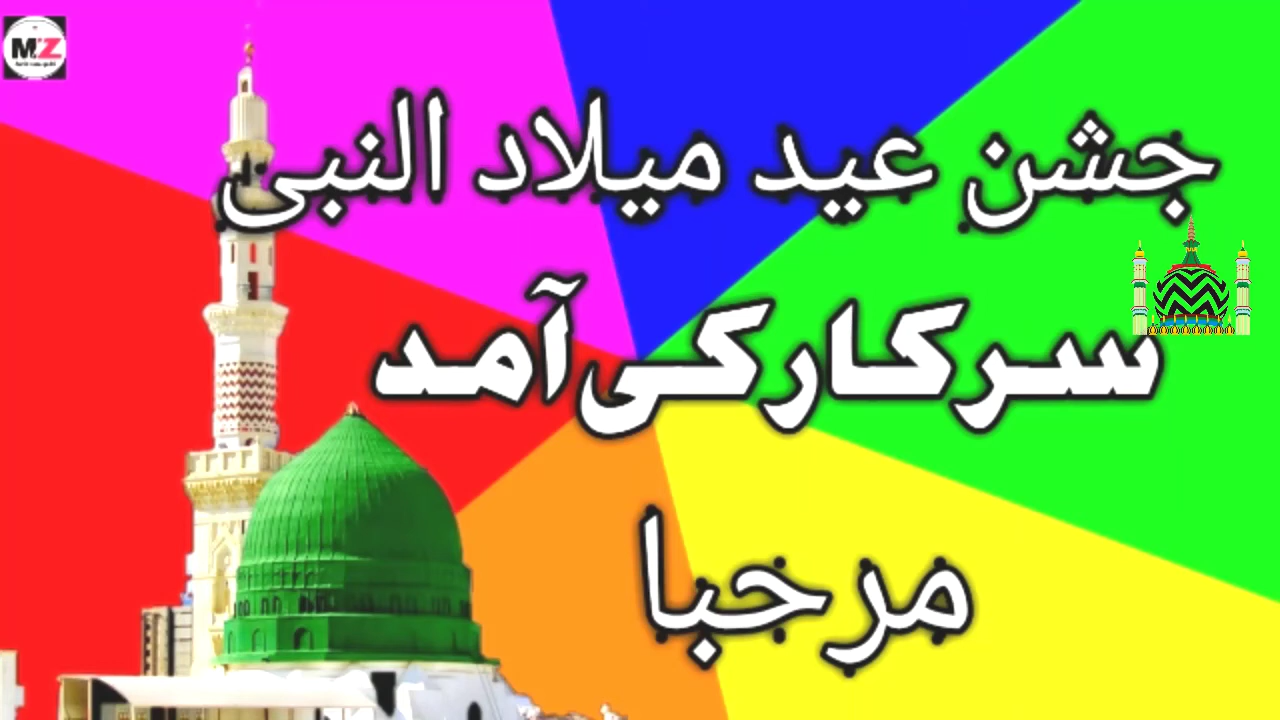 M Z
جشن عید میلاد النبی
سرکار کی آمد
مرحبا